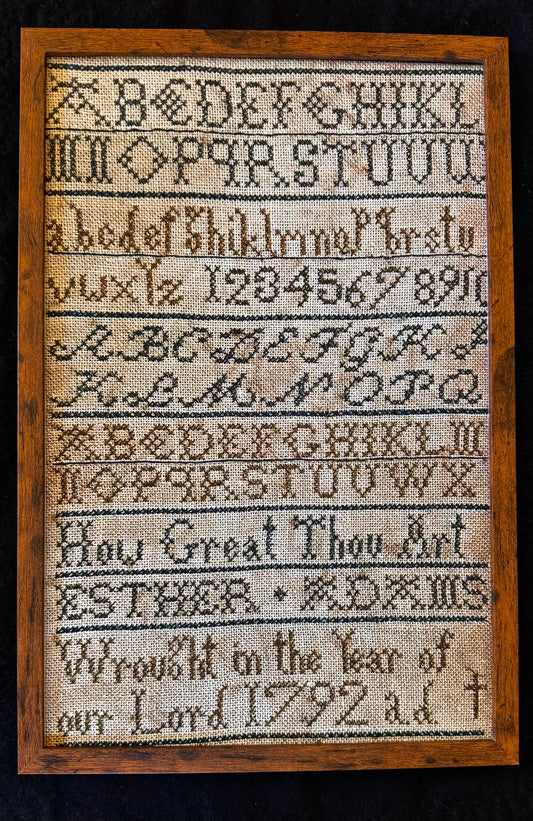 ABCDEFGHIKL
MNOPqRSTUVW
abcdefghiklmnopqrstu
vwxYz 12345678910
ABCDEFGH
KLMNOPQ
ABCDEFGHIKLM
NOPqRSTUVWX
How Great Thou Art
ESTHER · ADAMS
Wrought in the Year of
our Lord 1792 a.d. †